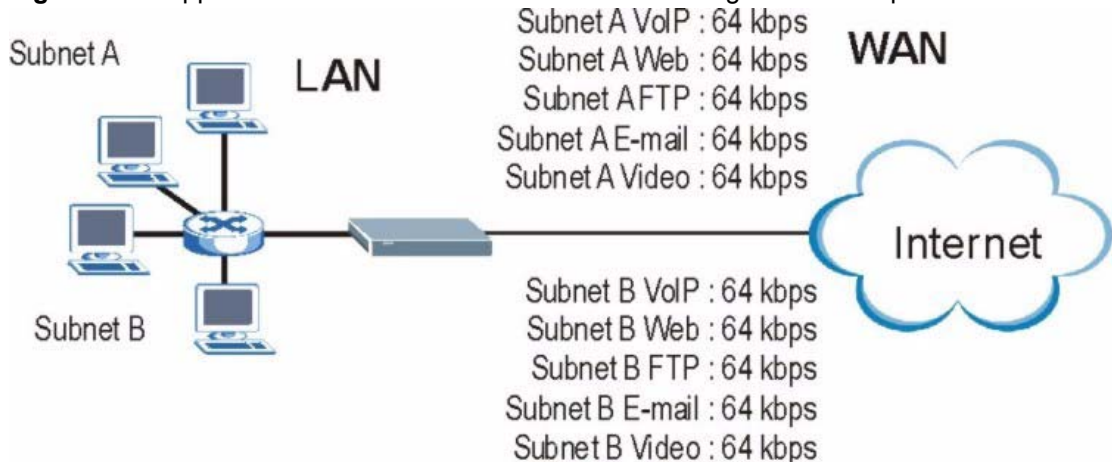 Subnet A
LAN
Subnet A VoIP : 64 kbps
Subnet A Web : 64 kbps
Subnet A FTP : 64 kbps
Subnet A E-mail : 64 kbps
Subnet A Video : 64 kbps
WAN
Internet
Subnet B
Subnet B VoIP : 64 kbps
Subnet B Web : 64 kbps
Subnet B FTP : 64 kbps
Subnet B E-mail : 64 kbps
Subnet B Video : 64 kbps